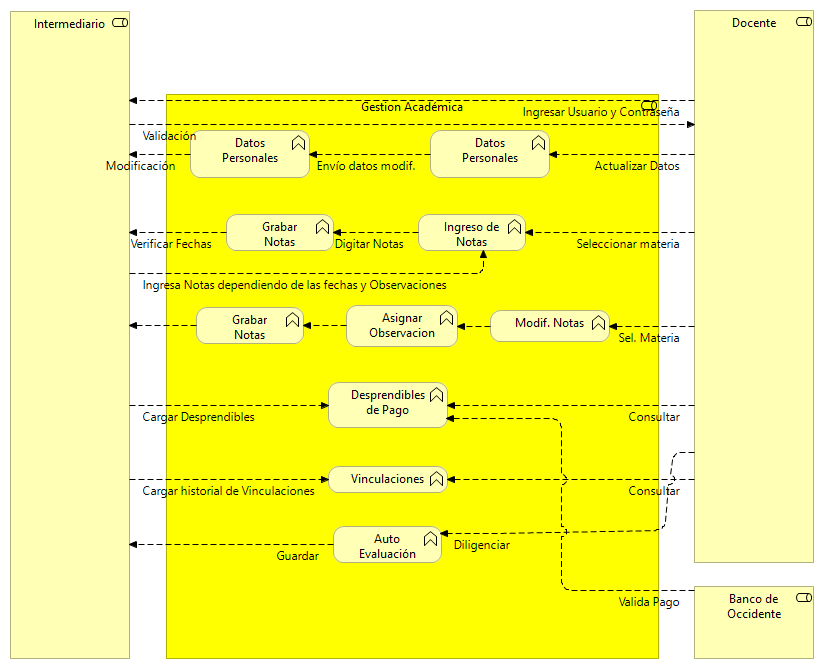 Intermediario
Docente
Gestion Académica
Ingresar Usuario y Contraseña
Validación
Datos
Personales
Datos
Personales
Modificación
Envío datos modif.
Actualizar Datos
Grabar
Notas
Ingreso de
Notas
Verificar Fechas
Digitar Notas
Seleccionar materia
Ingresa Notas dependiendo de las fechas y Observaciones
Grabar
Notas
Asignar
Observacion
Modif. Notas
Sel. Materia
Desprendibles
de Pago
Cargar Desprendibles
Consultar
Vinculaciones
Cargar historial de Vinculaciones
Consultar
Auto
Evaluación
Diligenciar
Guardar
Valida Pago
Banco de
Occidente